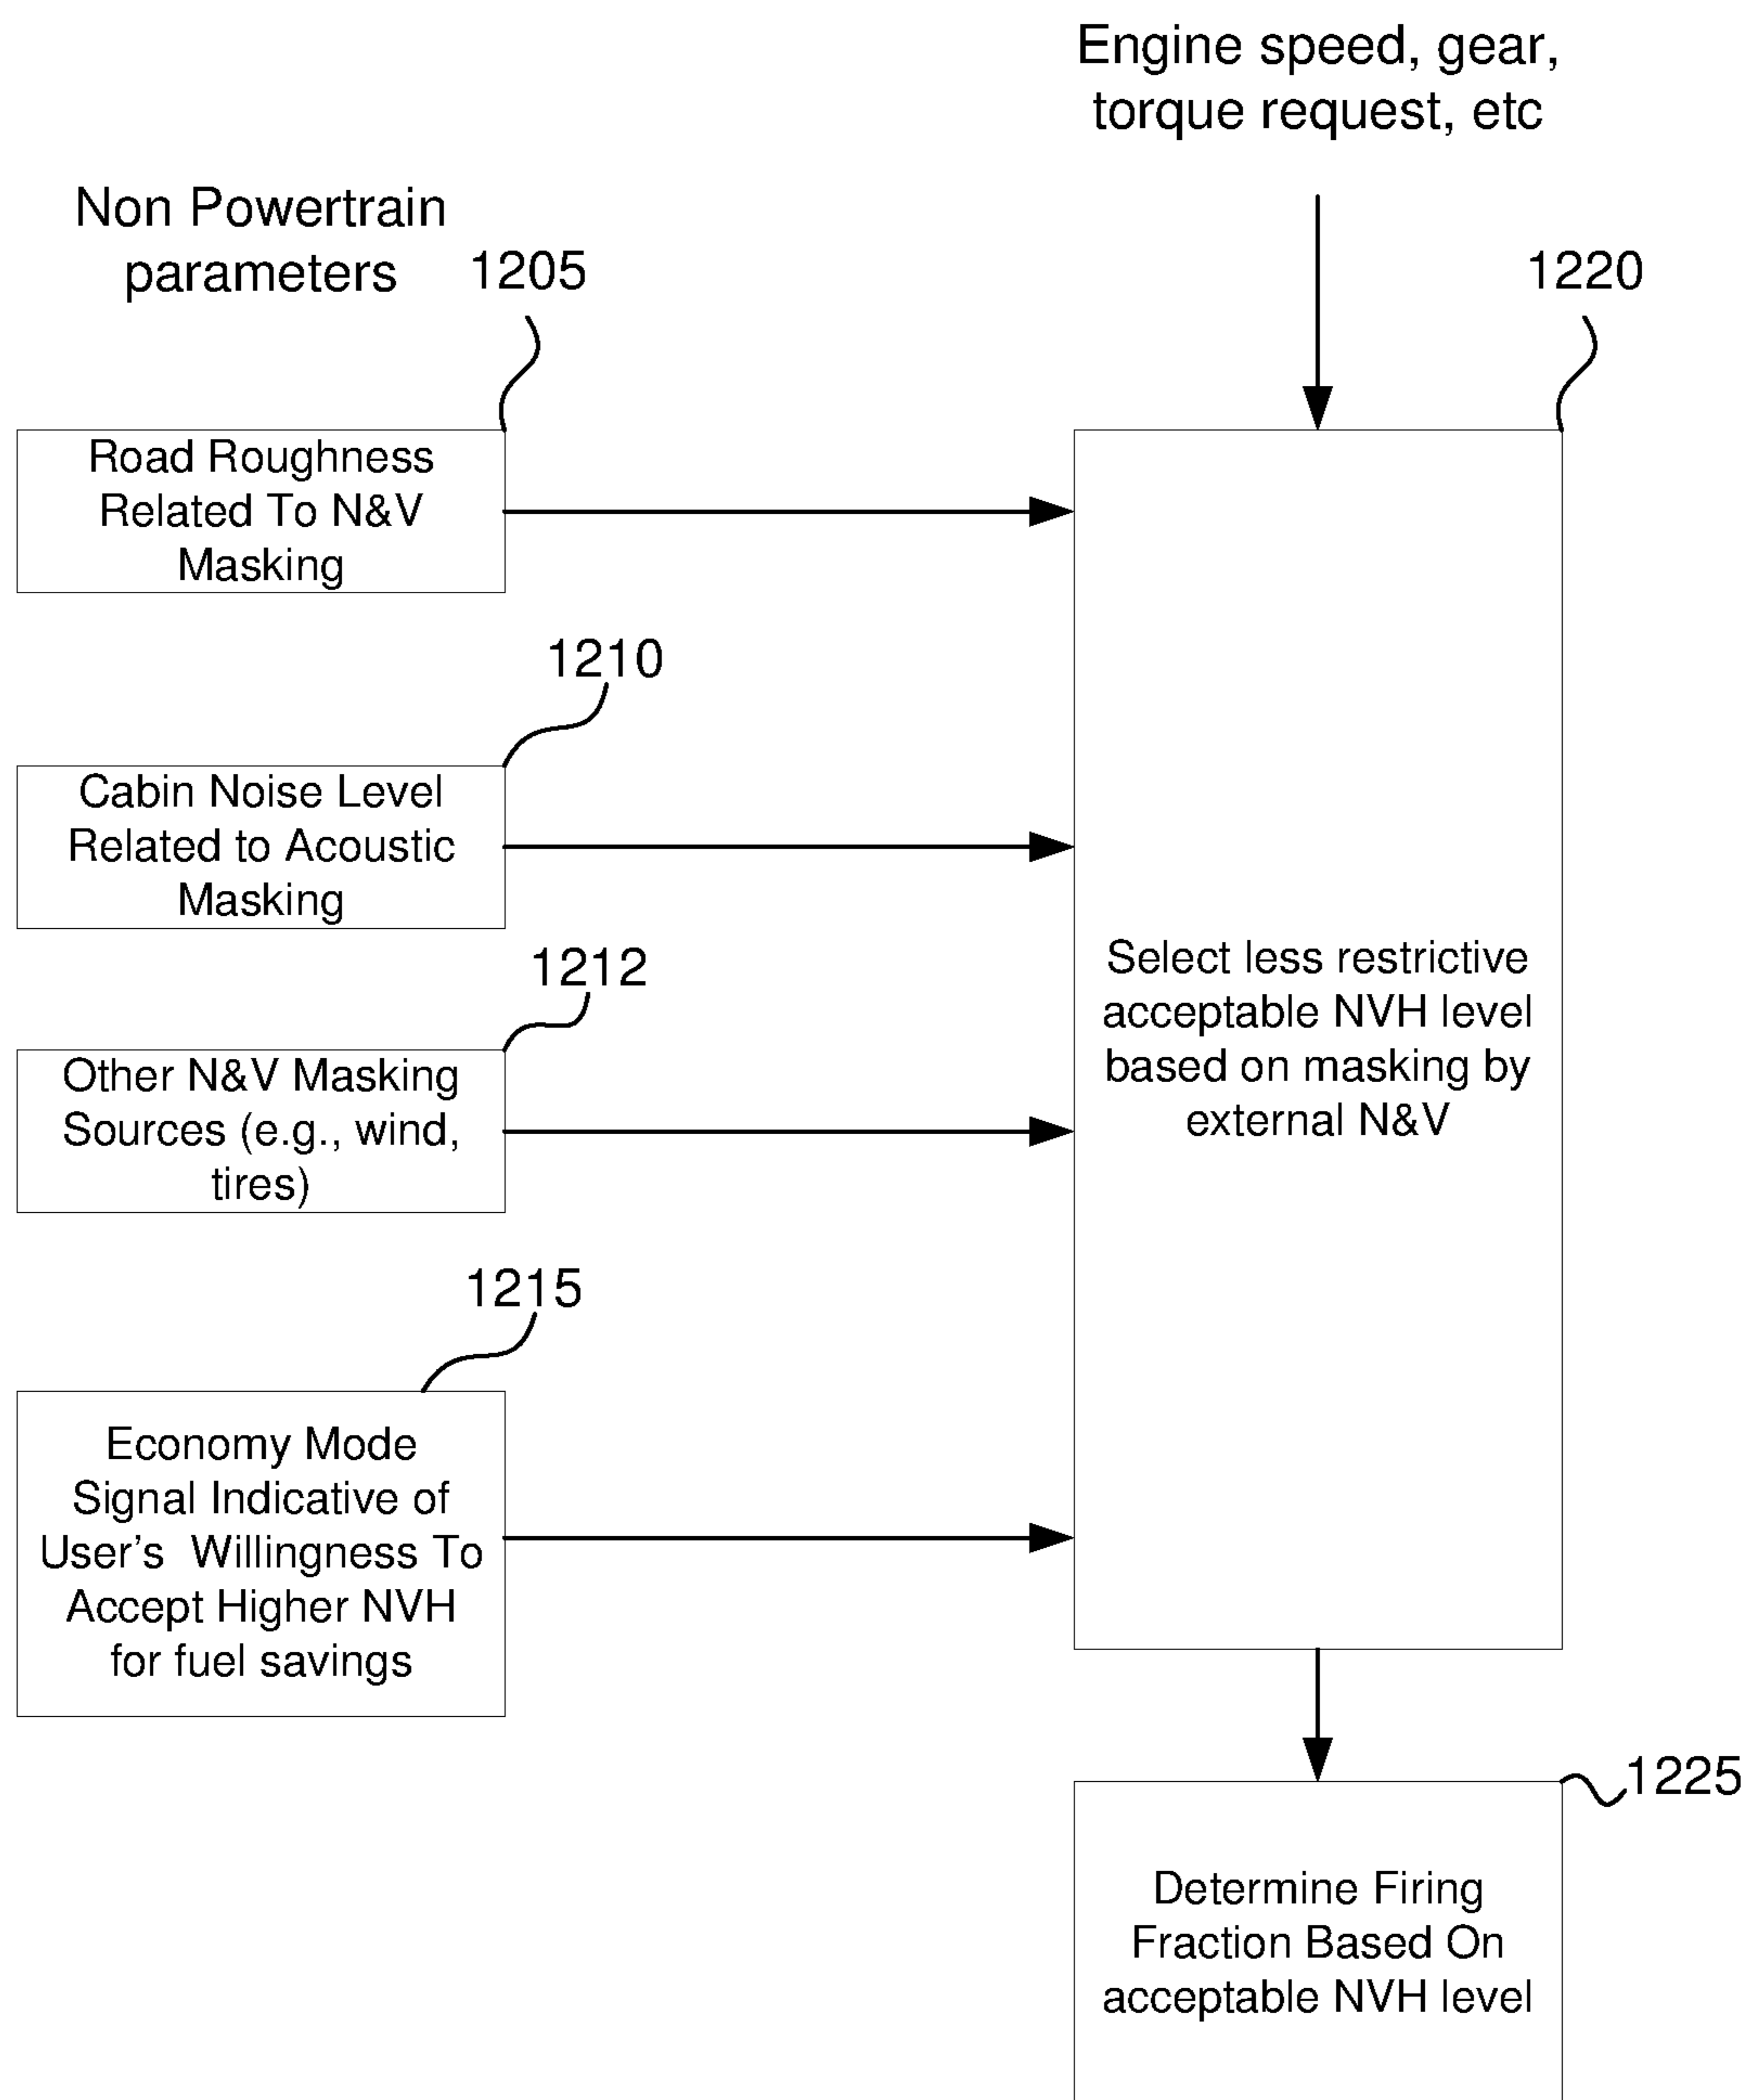 Engine speed, gear,
torque request, etc
Non Powertrain
parameters
1205
1220
Road Roughness
Related To N&V
Masking
1210
Cabin Noise Level
Related to Acoustic
Masking
1212
Other N&V Masking
Sources (e.g., wind,
tires)
Select less restrictive
acceptable NVH level
based on masking by
external N&V
1215
Economy Mode
Signal Indicative of
User's  Willingness To
Accept Higher NVH
for fuel savings
1225
Determine Firing
Fraction Based On
acceptable NVH level